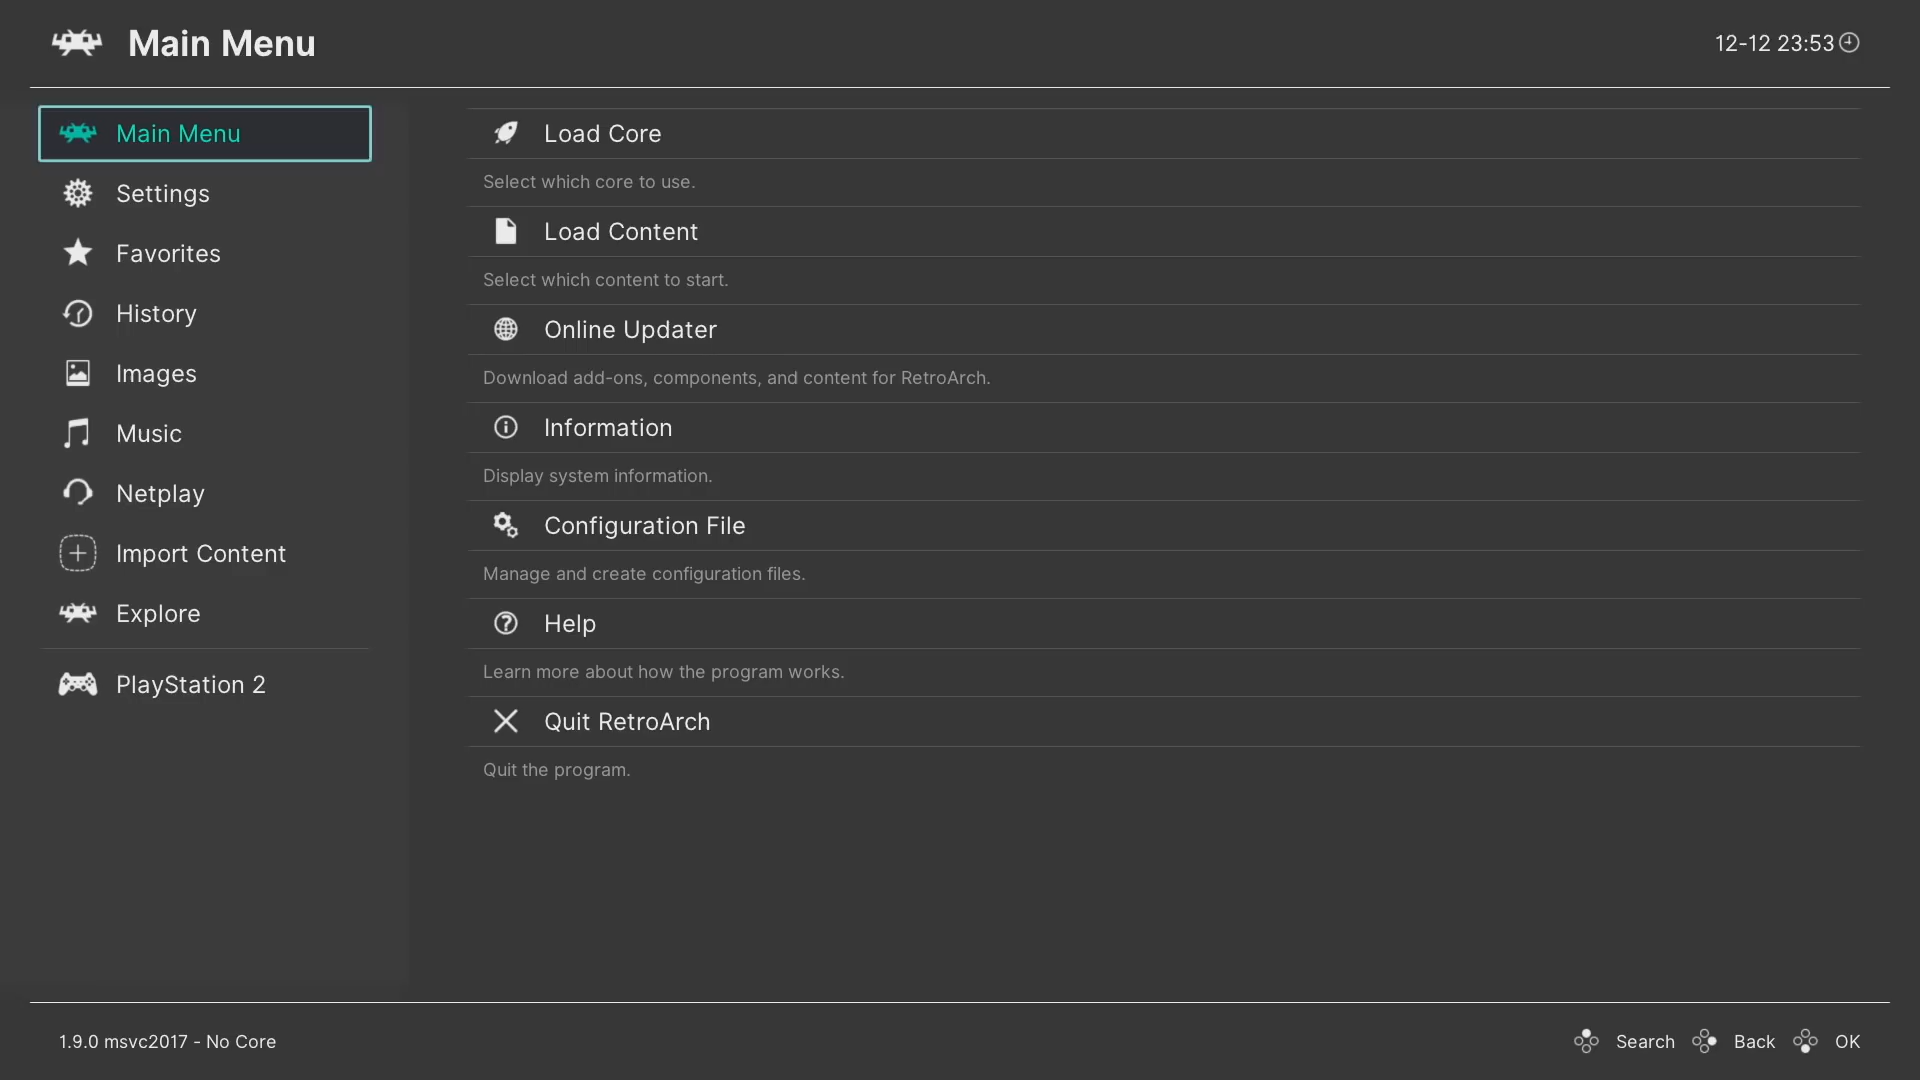 Main Menu
12-12 23:53
Main Menu
Settings
Favorites
History
Images
Music
Netplay
Import Content
Explore
PlayStation 2
Load Core
Select which core to use.
Load Content
Select which content to start.
Online Updater
Download add-ons, components, and content for RetroArch.
Information
Display system information.
Configuration File
Manage and create configuration files.
Help
Learn more about how the program works.
Quit RetroArch
Quit the program.
1.9.0 msvc2017 - No Core
Search Back OK